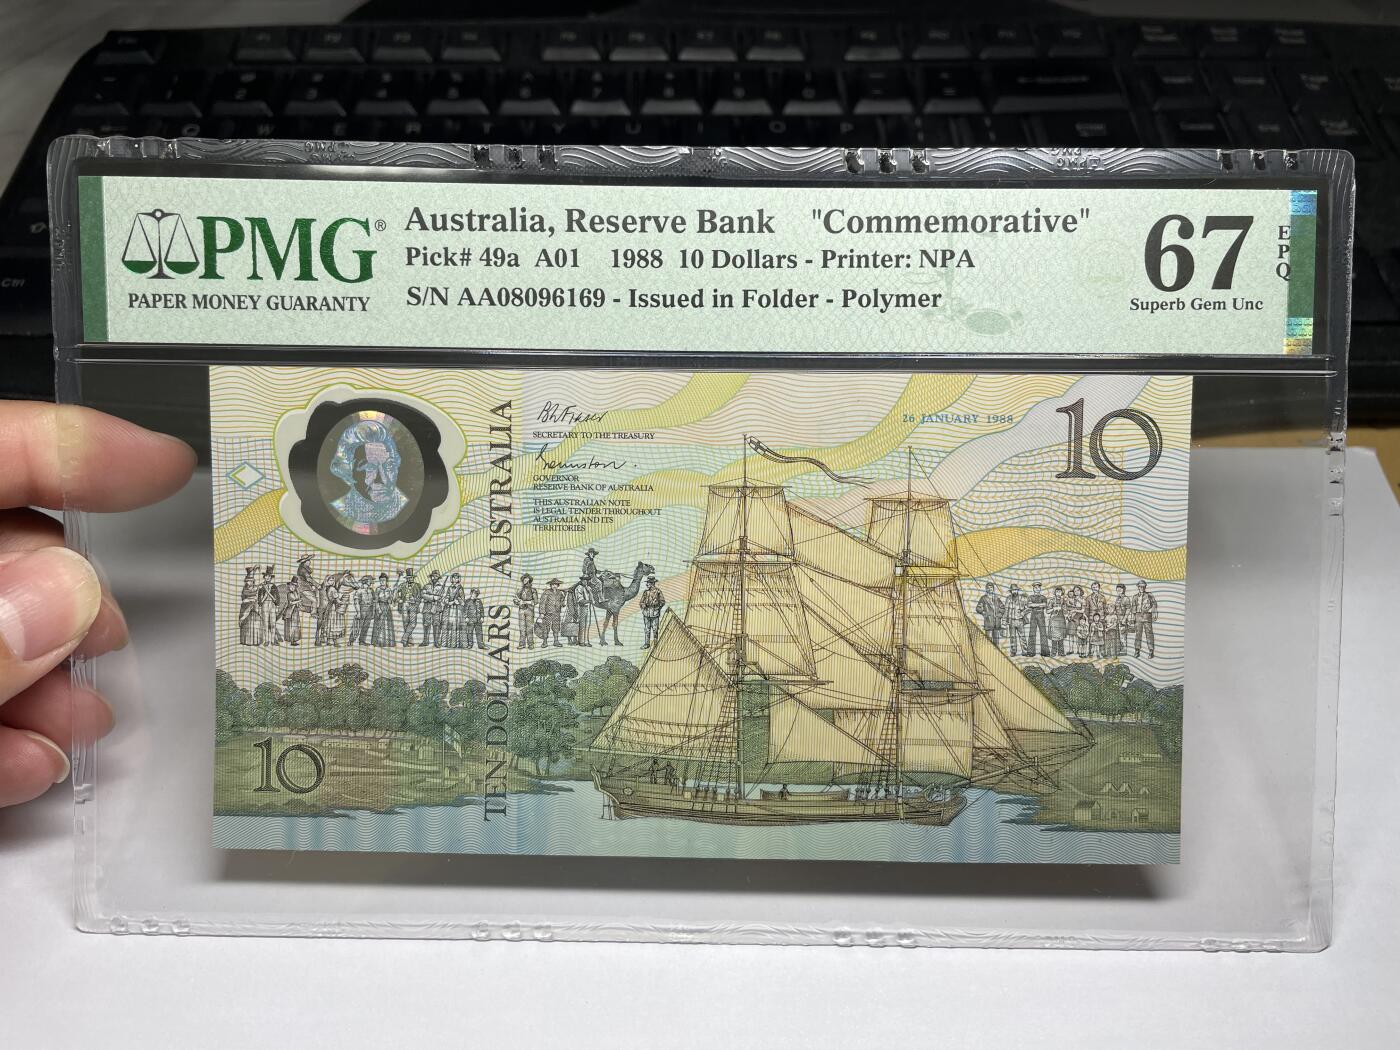 PMG®
PAPER MONEY GUARANTY
Australia, Reserve Bank "Commemorative"
Pick# 49a A01 1988 10 Dollars - Printer: NPA
S/N AA08096169 - Issued in Folder - Polymer
67
EPQ
Superb Gem Unc
TEN DOLLARS AUSTRALIA
SECRETARY TO THE TREASURY
GOVERNOR
RESERVE BANK OF AUSTRALIA
THIS AUSTRALIAN NOTE
IS LEGAL TENDER THROUGHOUT
AUSTRALIA AND ITS
TERRITORIES
26 JANUARY 1988
10
10